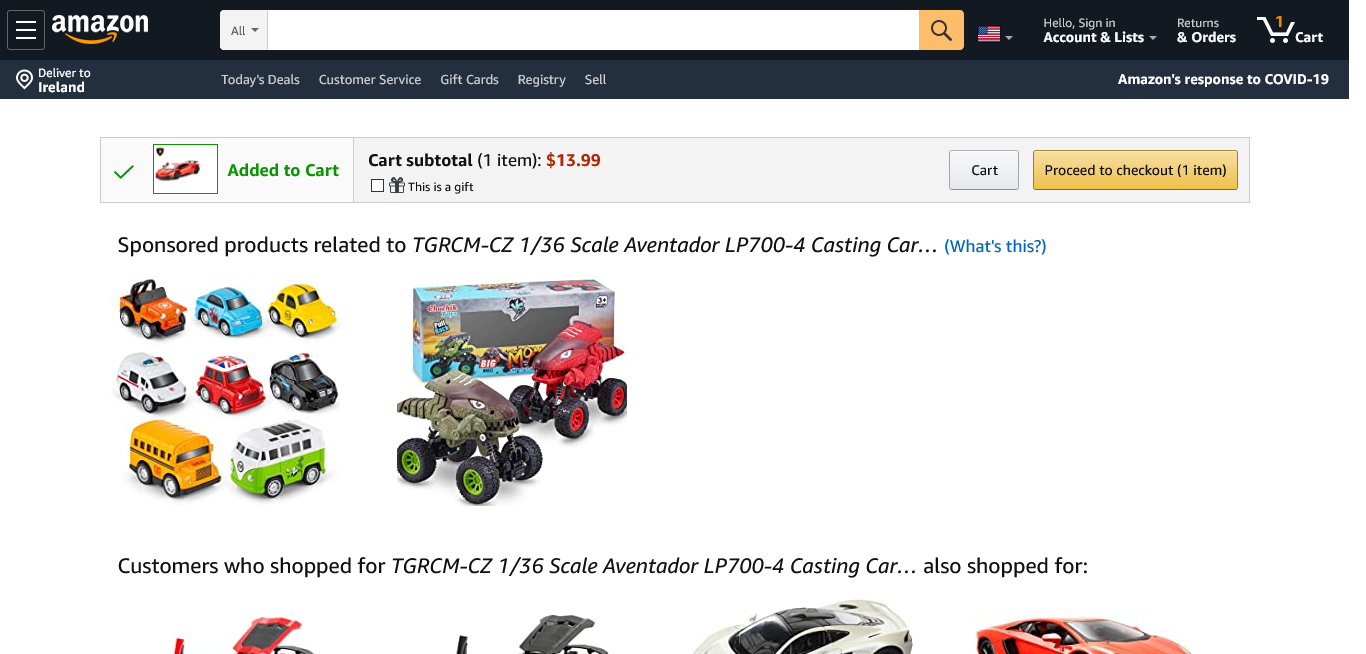 amazon
All
Hello, Sign in
Account & Lists
Returns
& Orders
1
Cart
Deliver to
Ireland
Today's Deals
Customer Service
Gift Cards
Registry
Sell
Amazon's response to COVID-19
Added to Cart
Cart subtotal (1 item): $13.99
This is a gift
Cart
Proceed to checkout (1 item)
Sponsored products related to TGRCM-CZ 1/36 Scale Aventador LP700-4 Casting Car… (What's this?)
3+
Pull
Back
BIG
Customers who shopped for TGRCM-CZ 1/36 Scale Aventador LP700-4 Casting Car… also shopped for: